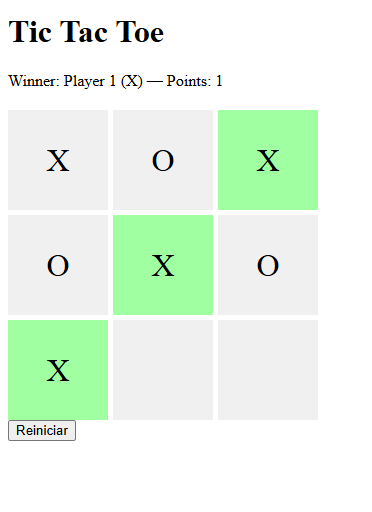 Tic Tac Toe
Winner: Player 1 (X) — Points: 1
X O X
O X O
X
Reiniciar